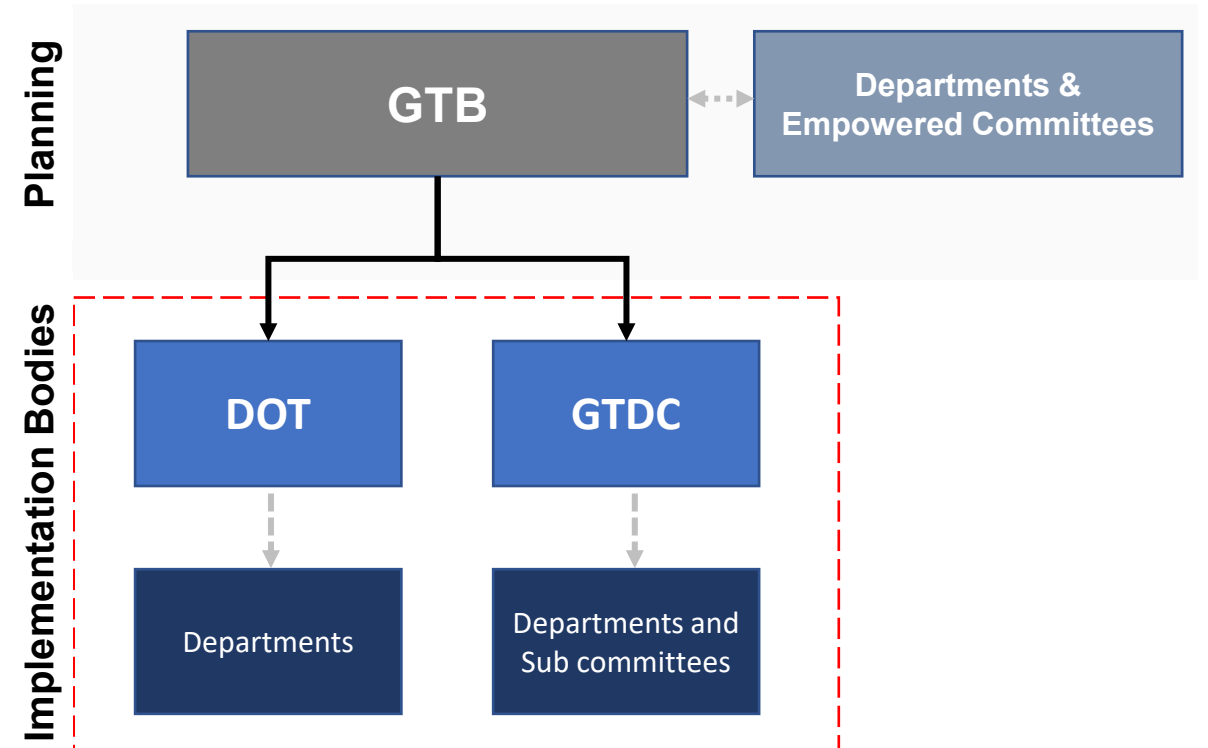 Planning
GTB
Departments &
Empowered Committees
Implementation Bodies
DOT
GTDC
Departments
Departments and
Sub committees